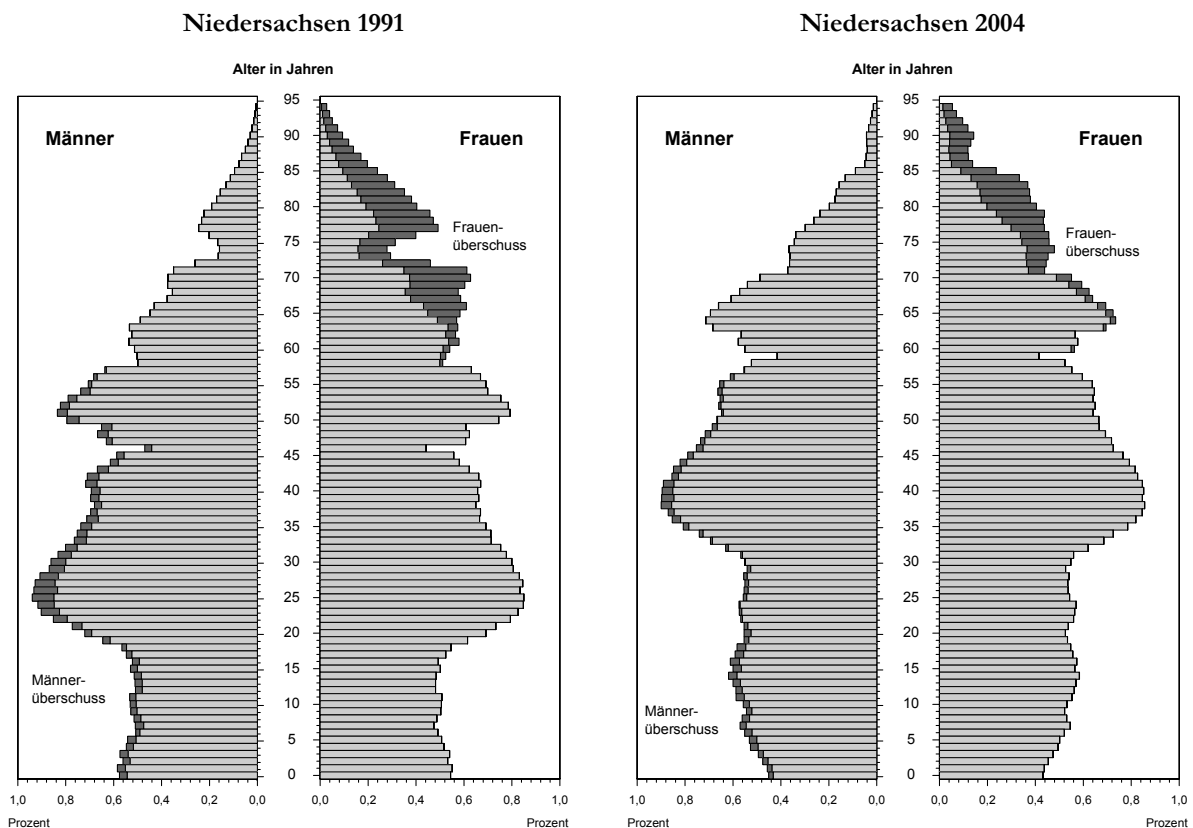 Niedersachsen 1991
Alter in Jahren
Männer
Frauen
Frauen-
überschuss
Männer-
überschuss
95
90
85
80
75
70
65
60
55
50
45
40
35
30
25
20
15
10
5
0
1,0 0,8 0,6 0,4 0,2 0,0
0,0 0,2 0,4 0,6 0,8 1,0
Prozent
Prozent
Niedersachsen 2004
Alter in Jahren
Männer
Frauen
Frauen-
überschuss
Männer-
überschuss
95
90
85
80
75
70
65
60
55
50
45
40
35
30
25
20
15
10
5
0
1,0 0,8 0,6 0,4 0,2 0,0
0,0 0,2 0,4 0,6 0,8 1,0
Prozent
Prozent